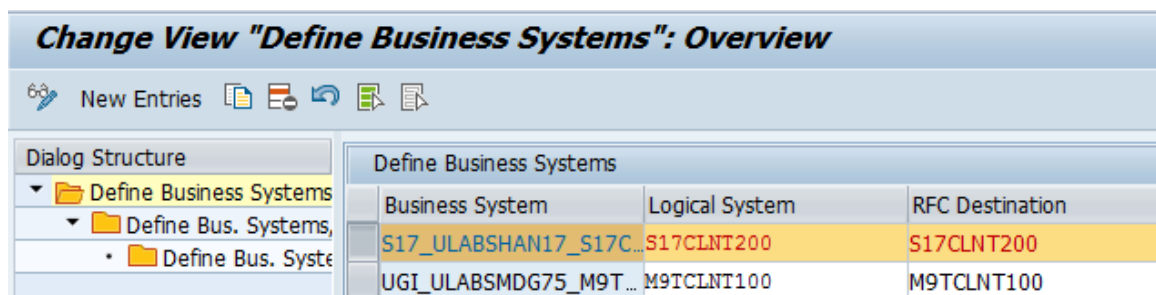 Change View "Define Business Systems": Overview
New Entries
Dialog Structure
Define Business Systems
Define Bus. Systems,
Define Bus. Syste
Define Business Systems
Business System Logical System RFC Destination
S17_ULABSHAN17_S17C... S17CLNT200 S17CLNT200
UGI_ULABSMDG75_M9T... M9TCLNT100 M9TCLNT100